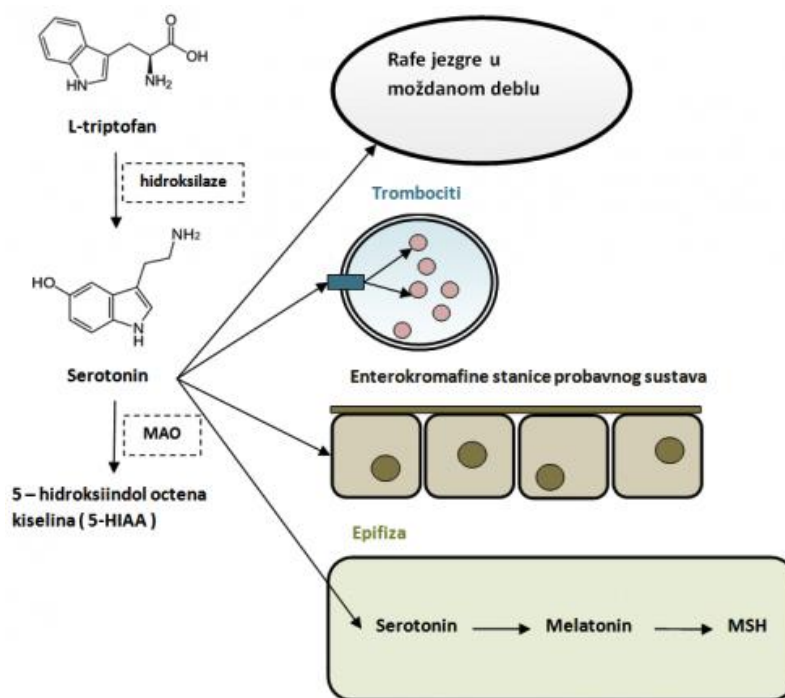 O
OH
NH₂
HN
L-triptofan
hidroksilaze
NH₂
HO
N
H
Serotonin
MAO
5 – hidroksiindol octena
kiselina ( 5-HIAA )
Rafe jezgre u
moždanom deblu
Trombociti
Enterokromafine stanice probavnog sustava
Epifiza
Serotonin
Melatonin
MSH